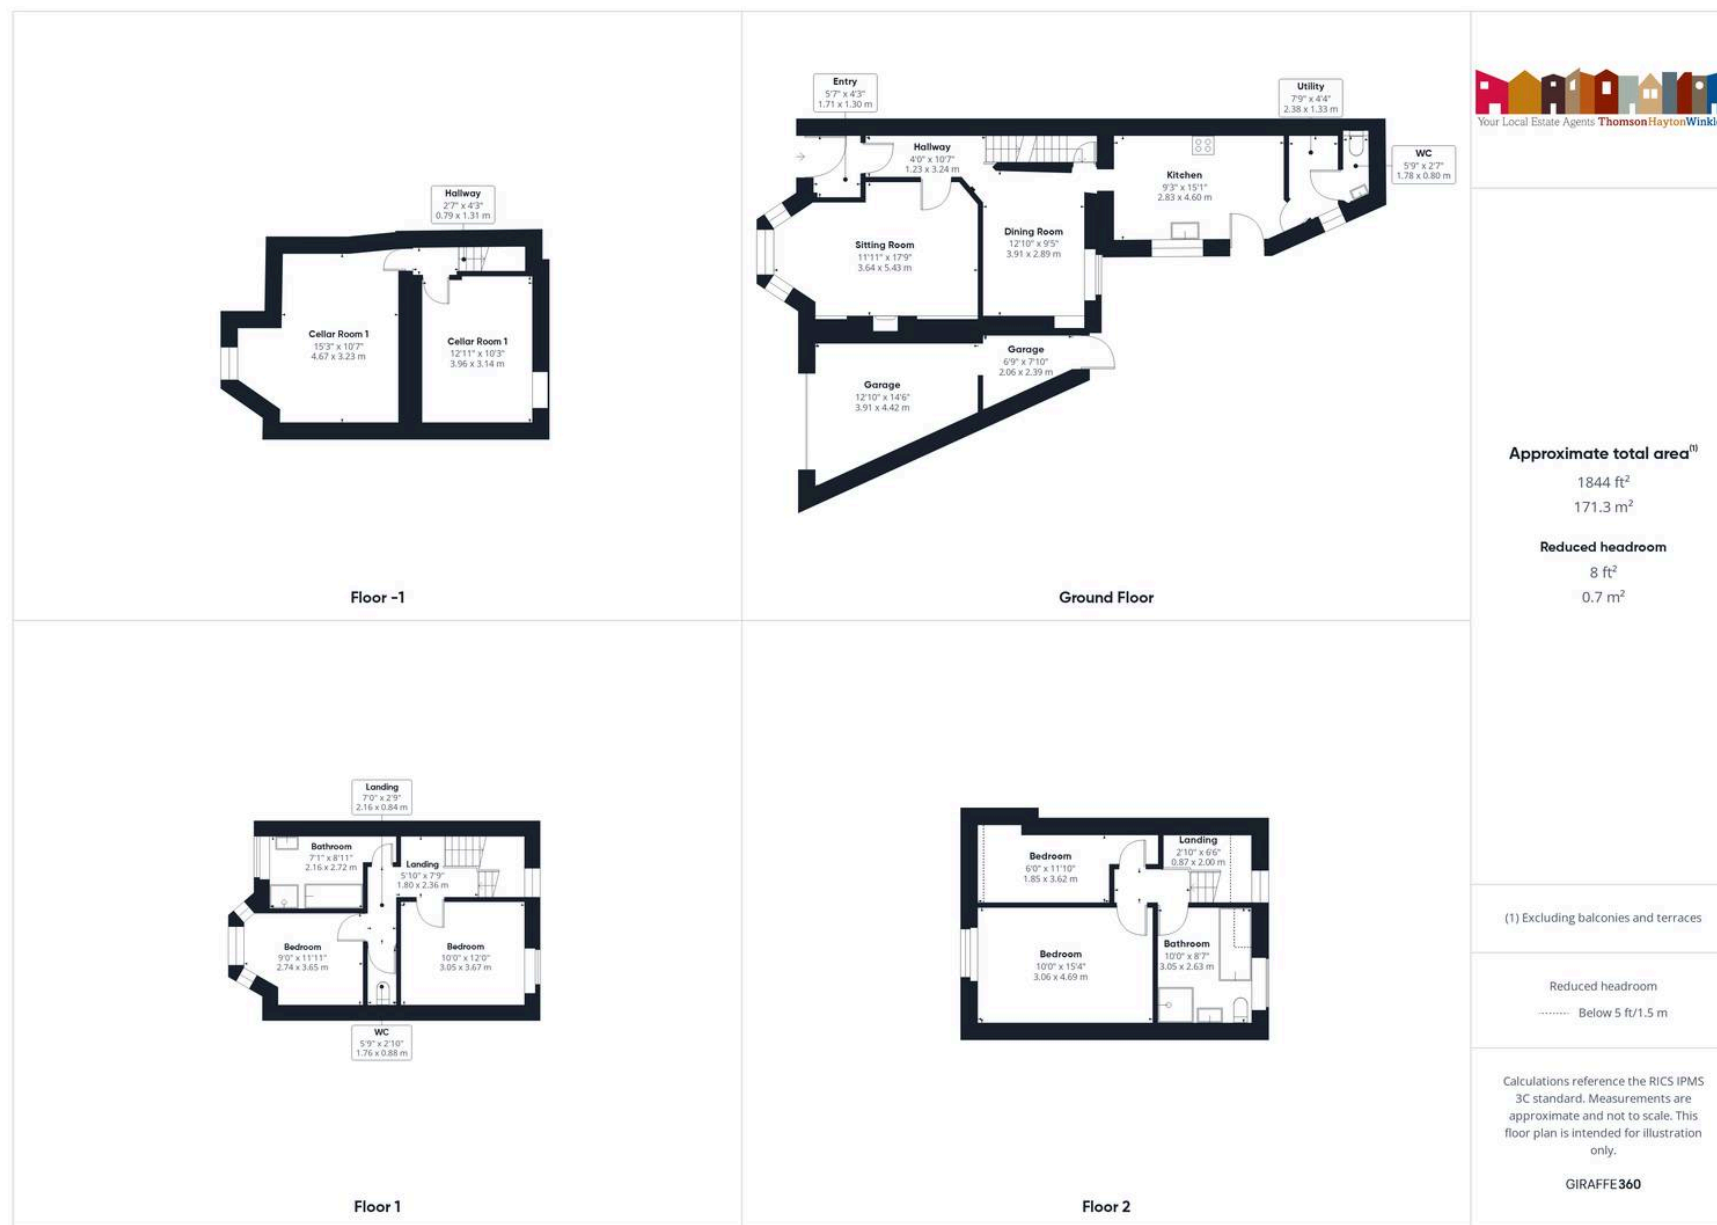 Hallway
2'7" x 4'3"
0.79 x 1.31 m
Cellar Room 1
15'3" x 10'7"
4.67 x 3.23 m
Cellar Room 1
12'11" x 10'3"
3.96 x 3.14 m
Floor -1
Entry
5'7" x 4'3"
1.71 x 1.30 m
Hallway
4'0" x 10'7"
1.23 x 3.24 m
Utility
7'9" x 4'4"
2.38 x 1.33 m
WC
5'9" x 2'7"
1.78 x 0.80 m
Kitchen
9'3" x 15'1"
2.83 x 4.60 m
Sitting Room
11'11" x 17'9"
3.64 x 5.43 m
Dining Room
12'10" x 9'5"
3.91 x 2.89 m
Garage
6'9" x 7'10"
2.06 x 2.39 m
Garage
12'10" x 14'6"
3.91 x 4.42 m
Ground Floor
Landing
7'0" x 2'9"
2.16 x 0.84 m
Bathroom
7'1" x 8'11"
2.16 x 2.72 m
Landing
5'10" x 7'9"
1.80 x 2.36 m
Bedroom
9'0" x 11'11"
2.74 x 3.65 m
Bedroom
10'0" x 12'0"
3.05 x 3.67 m
WC
5'9" x 2'10"
1.76 x 0.88 m
Floor 1
Bedroom
6'0" x 11'10"
1.85 x 3.62 m
Landing
2'10" x 6'6"
0.87 x 2.00 m
Bedroom
10'0" x 15'4"
3.06 x 4.69 m
Bathroom
10'0" x 8'7"
3.05 x 2.63 m
Floor 2
Your Local Estate Agents ThomsonHaytonWinkl
Approximate total area(1)
1844 ft²
171.3 m²
Reduced headroom
8 ft²
0.7 m²
(1) Excluding balconies and terraces
Reduced headroom
Below 5 ft/1.5 m
Calculations reference the RICS IPMS
3C standard. Measurements are
approximate and not to scale. This
floor plan is intended for illustration
only.
GIRAFFE360